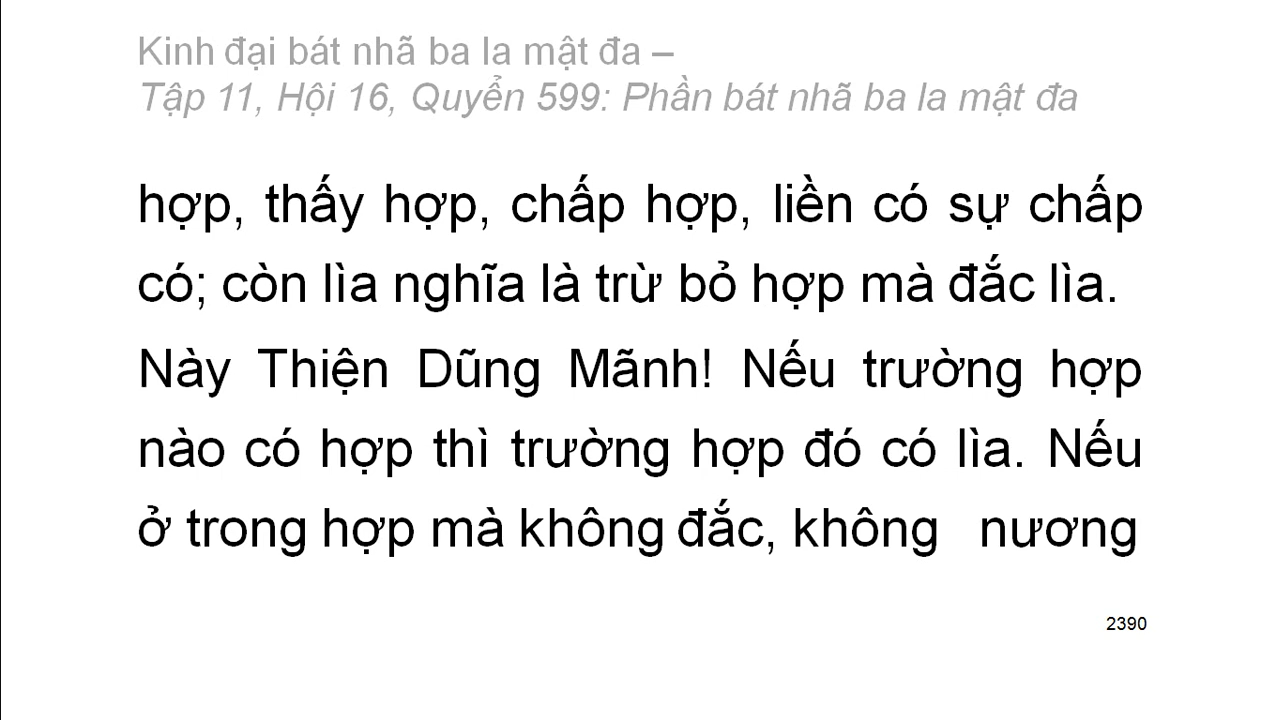 Kinh đại bát nhã ba la mật đa –
Tập 11, Hội 16, Quyển 599: Phần bát nhã ba la mật đa
hợp, thấy hợp, chấp hợp, liền có sự chấp
có; còn lìa nghĩa là trừ bỏ hợp mà đắc lìa.
Này Thiện Dũng Mãnh! Nếu trường hợp
nào có hợp thì trường hợp đó có lìa. Nếu
ở trong hợp mà không đắc, không nương
2390